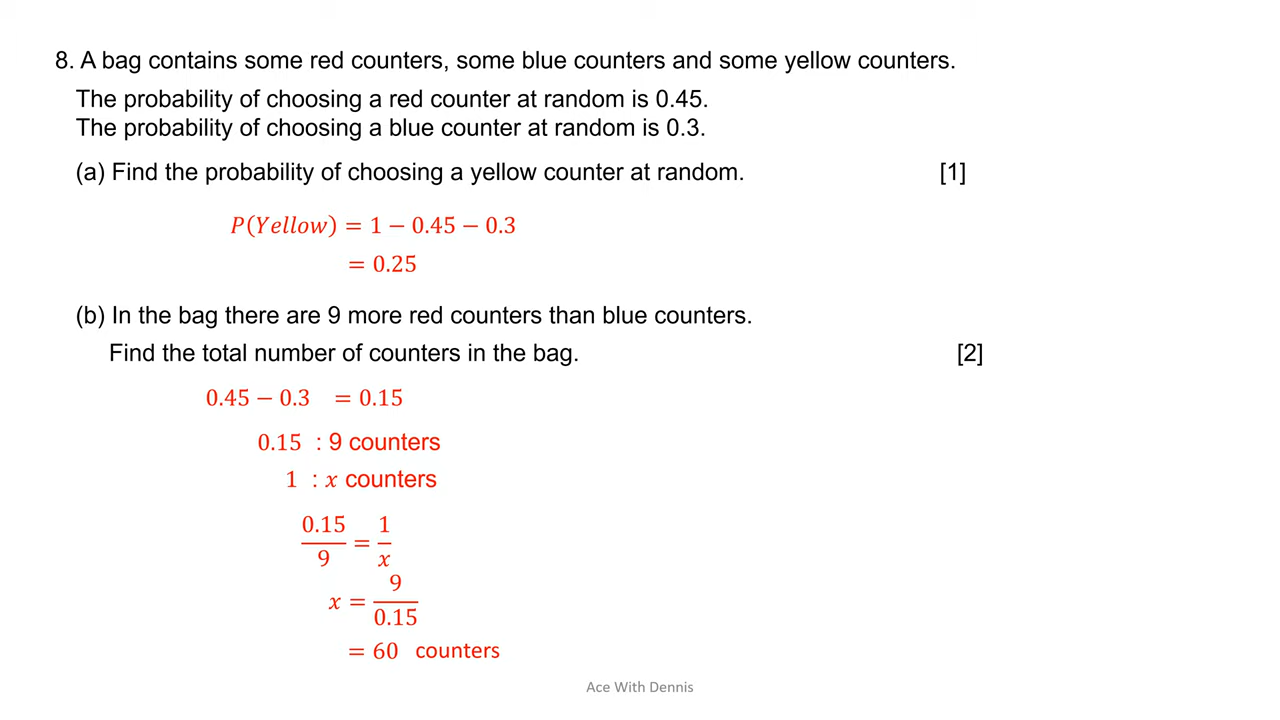 8. A bag contains some red counters, some blue counters and some yellow counters.
The probability of choosing a red counter at random is 0.45.
The probability of choosing a blue counter at random is 0.3.
(a) Find the probability of choosing a yellow counter at random. [1]
P(Yellow) = 1 − 0.45 − 0.3
= 0.25
(b) In the bag there are 9 more red counters than blue counters.
Find the total number of counters in the bag. [2]
0.45 − 0.3 = 0.15
0.15 : 9 counters
1 : x counters
0.15/9 = 1/x
x = 9/0.15
= 60 counters
Ace With Dennis